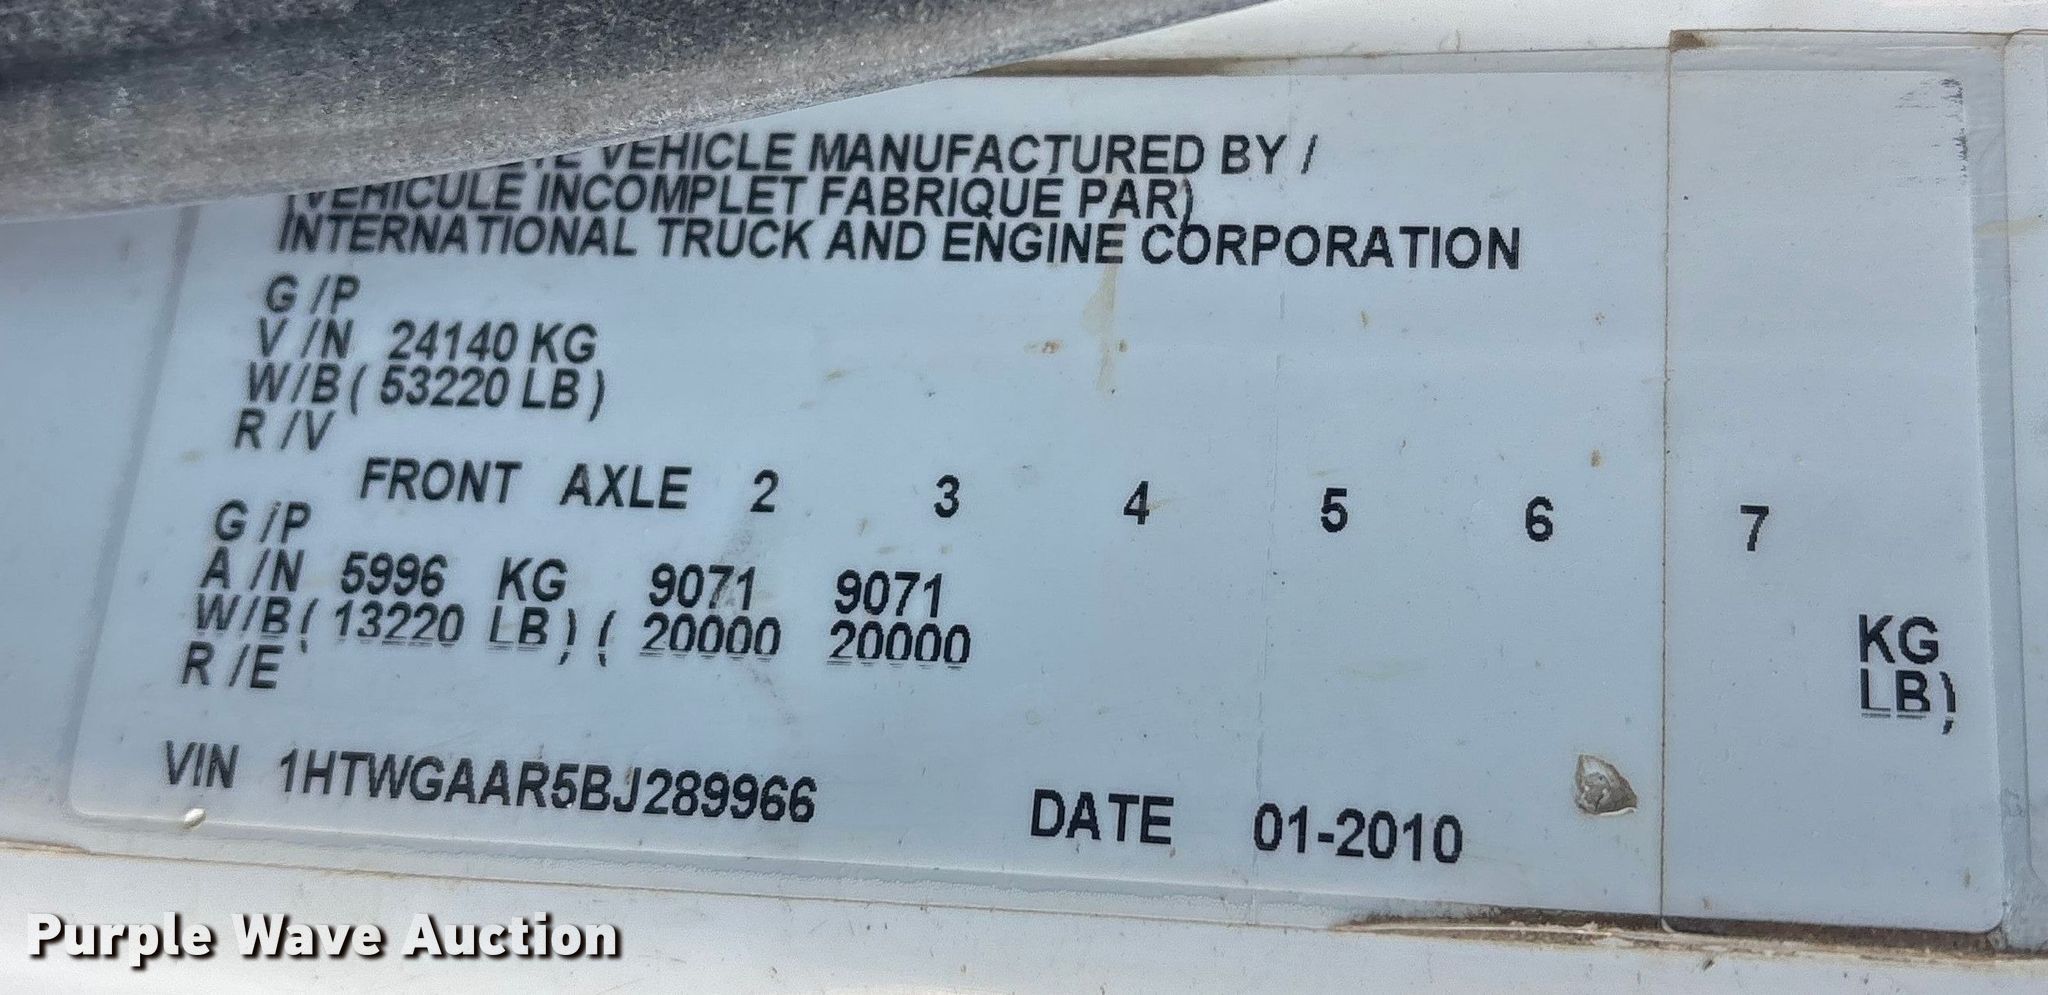 VEHICLE MANUFACTURED BY /
(VEHICULE INCOMPLET FABRIQUE PAR)
INTERNATIONAL TRUCK AND ENGINE CORPORATION
G /P
V /N 24140 KG
W/B ( 53220 LB )
R /V
FRONT AXLE 2 3 4 5 6 7
G /P
A /N 5996 KG 9071 9071 KG
W/B ( 13220 LB ) ( 20000 20000 LB )
R /E
VIN 1HTWGAAR5BJ289966 DATE 01-2010
Purple Wave Auction